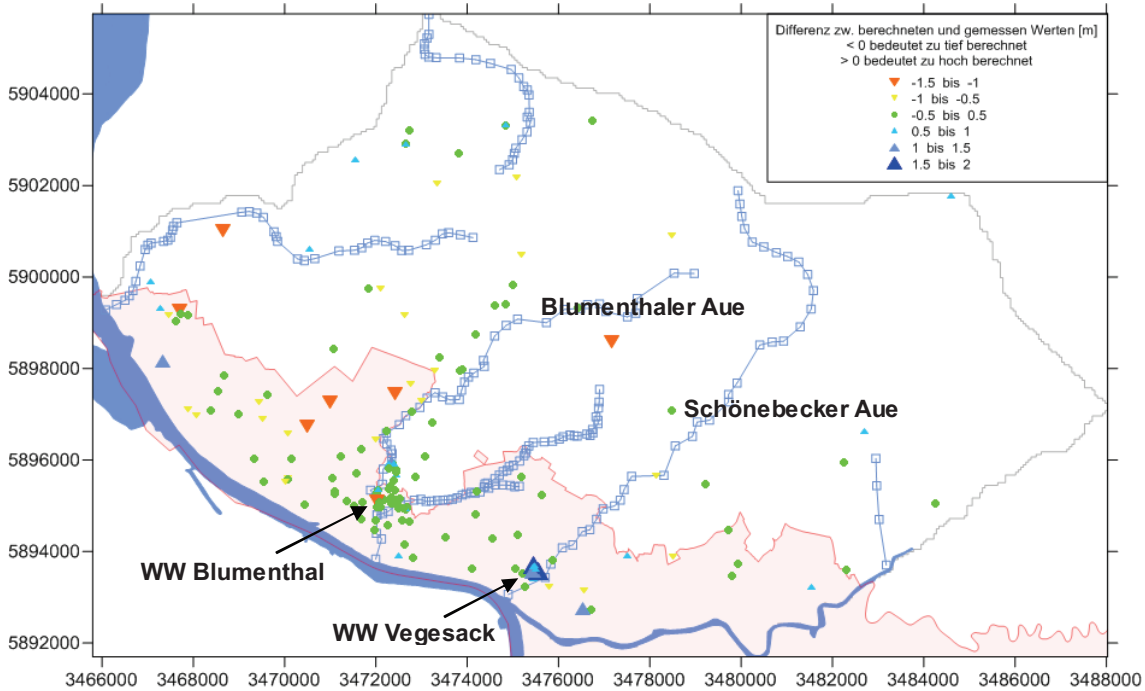 Differenz zw. berechneten und gemessen Werten [m]
< 0 bedeutet zu tief berechnet
> 0 bedeutet zu hoch berechnet
-1.5 bis -1
-1 bis -0.5
-0.5 bis 0.5
0.5 bis 1
1 bis 1.5
1.5 bis 2
5904000
5902000
5900000
5898000
5896000
5894000
5892000
Blumenthaler Aue
Schönebecker Aue
WW Blumenthal
WW Vegesack
3466000 3468000 3470000 3472000 3474000 3476000 3478000 3480000 3482000 3484000 3486000 3488000